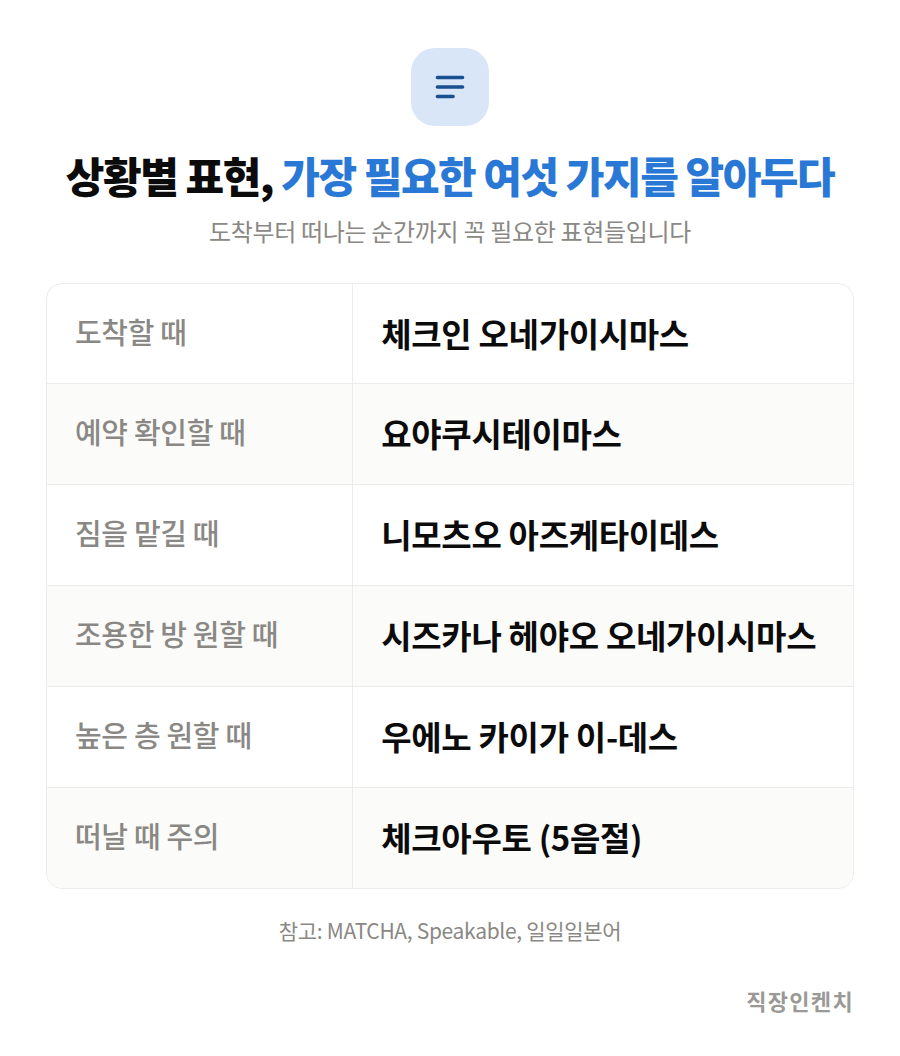 상황별 표현, 가장 필요한 여섯 가지를 알아두다
도착부터 떠나는 순간까지 꼭 필요한 표현들입니다
도착할 때
체크인 오네가이시마스
예약 확인할 때
요야쿠시테이마스
짐을 맡길 때
니모츠오 아즈케타이데스
조용한 방 원할 때
시즈카나 헤야오 오네가이시마스
높은 층 원할 때
우에노 카이가 이-데스
떠날 때 주의
체크아우토 (5음절)
참고: MATCHA, Speakable, 일일일본어
직장인켄치